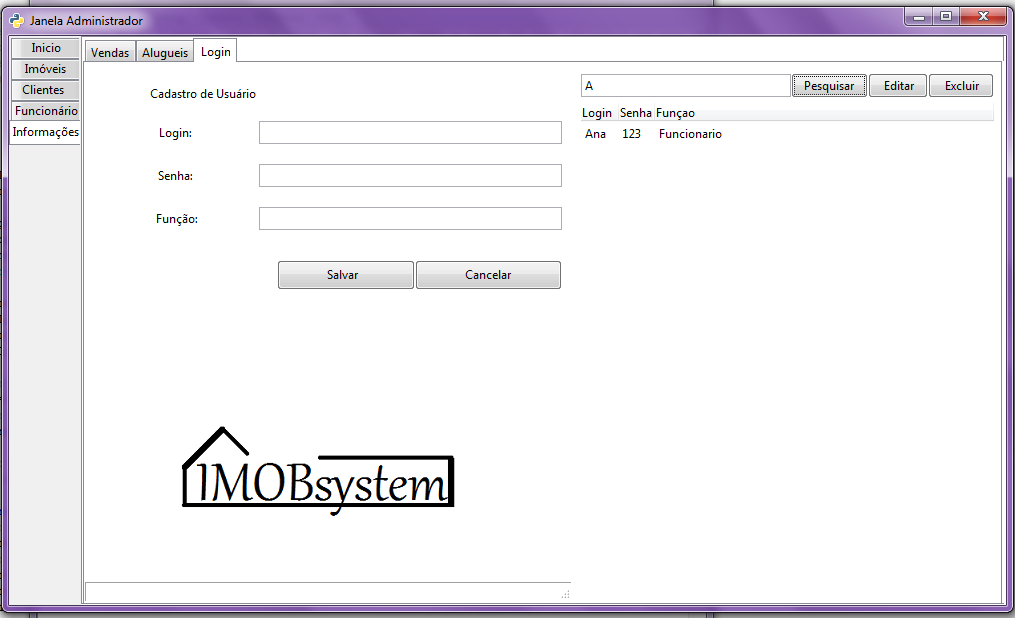 Janela Administrador
Inicio
Imóveis
Clientes
Funcionário
Informações
Vendas Alugueis Login
Cadastro de Usuário
Login:
Senha:
Função:
Salvar Cancelar
A Pesquisar Editar Excluir
Login Senha Funçao
Ana 123 Funcionario
IMOBsystem